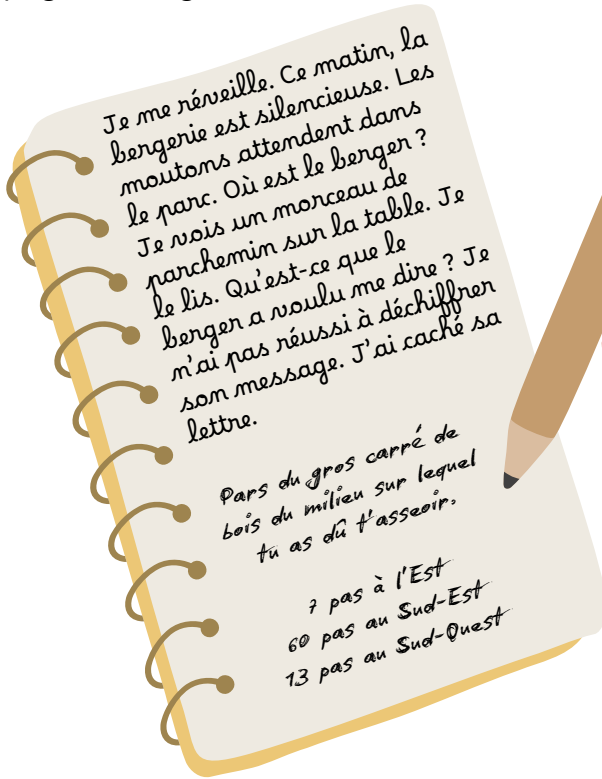 Je me réveille. Ce matin, la
bergerie est silencieuse. Les
moutons attendent dans
le parc. Où est le berger ?
Je vois un morceau de
parchemin sur la table. Je
le lis. Qu'est-ce que le
berger a voulu me dire ? Je
n'ai pas réussi à déchiffrer
son message. J'ai caché sa
lettre.
Pars du gros carré de
bois du milieu sur lequel
tu as dû t'asseoir.
7 pas à l'Est
60 pas au Sud-Est
13 pas au Sud-Ouest